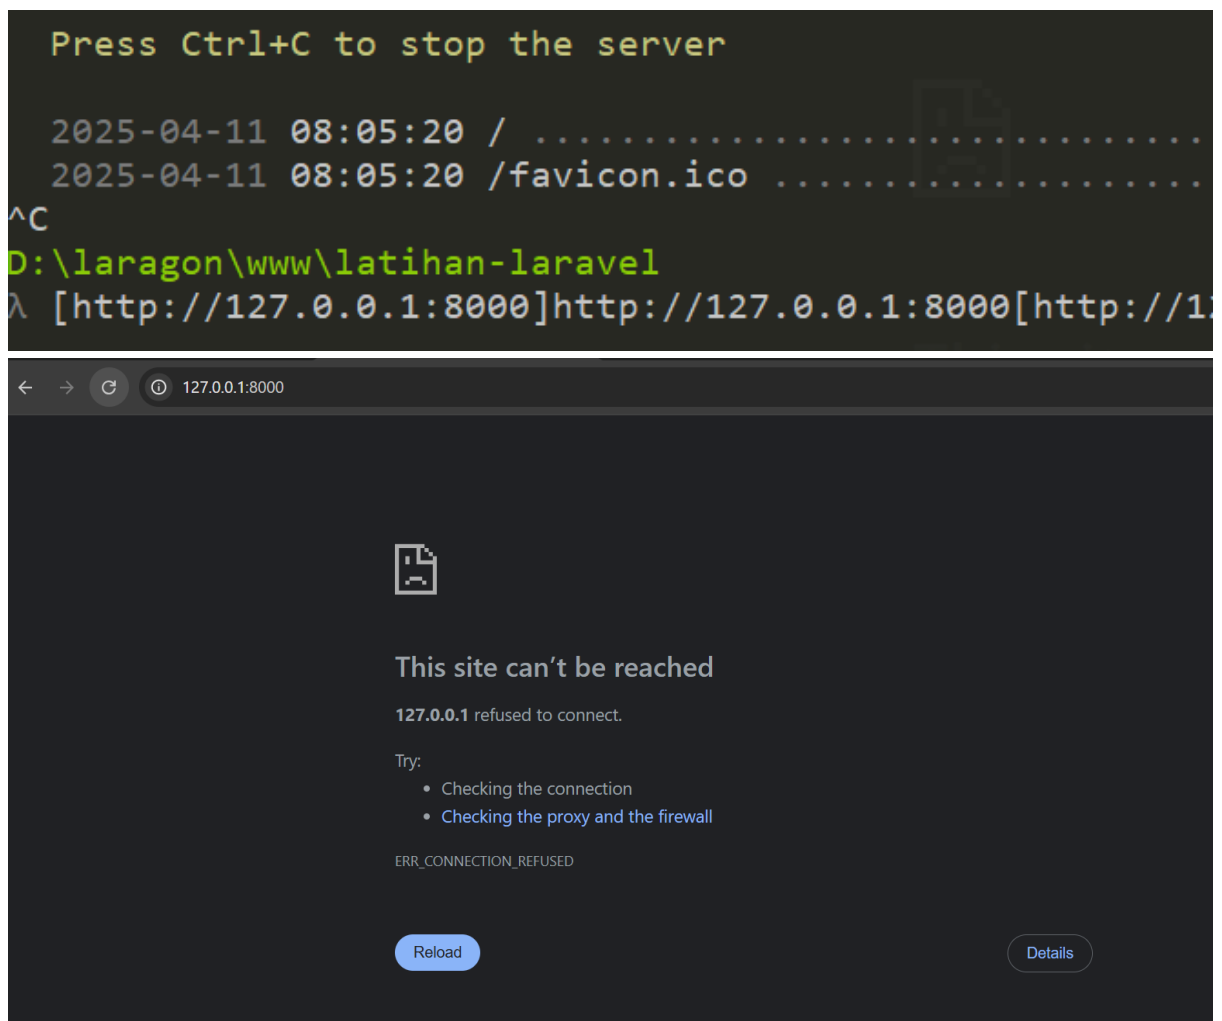 Press Ctrl+C to stop the server
2025-04-11 08:05:20 / ...............................
2025-04-11 08:05:20 /favicon.ico ....................
^C
D:\laragon\www\latihan-laravel
λ [http://127.0.0.1:8000]http://127.0.0.1:8000[http://12
127.0.0.1:8000
This site can’t be reached
127.0.0.1 refused to connect.
Try:
• Checking the connection
• Checking the proxy and the firewall
ERR_CONNECTION_REFUSED
Reload
Details